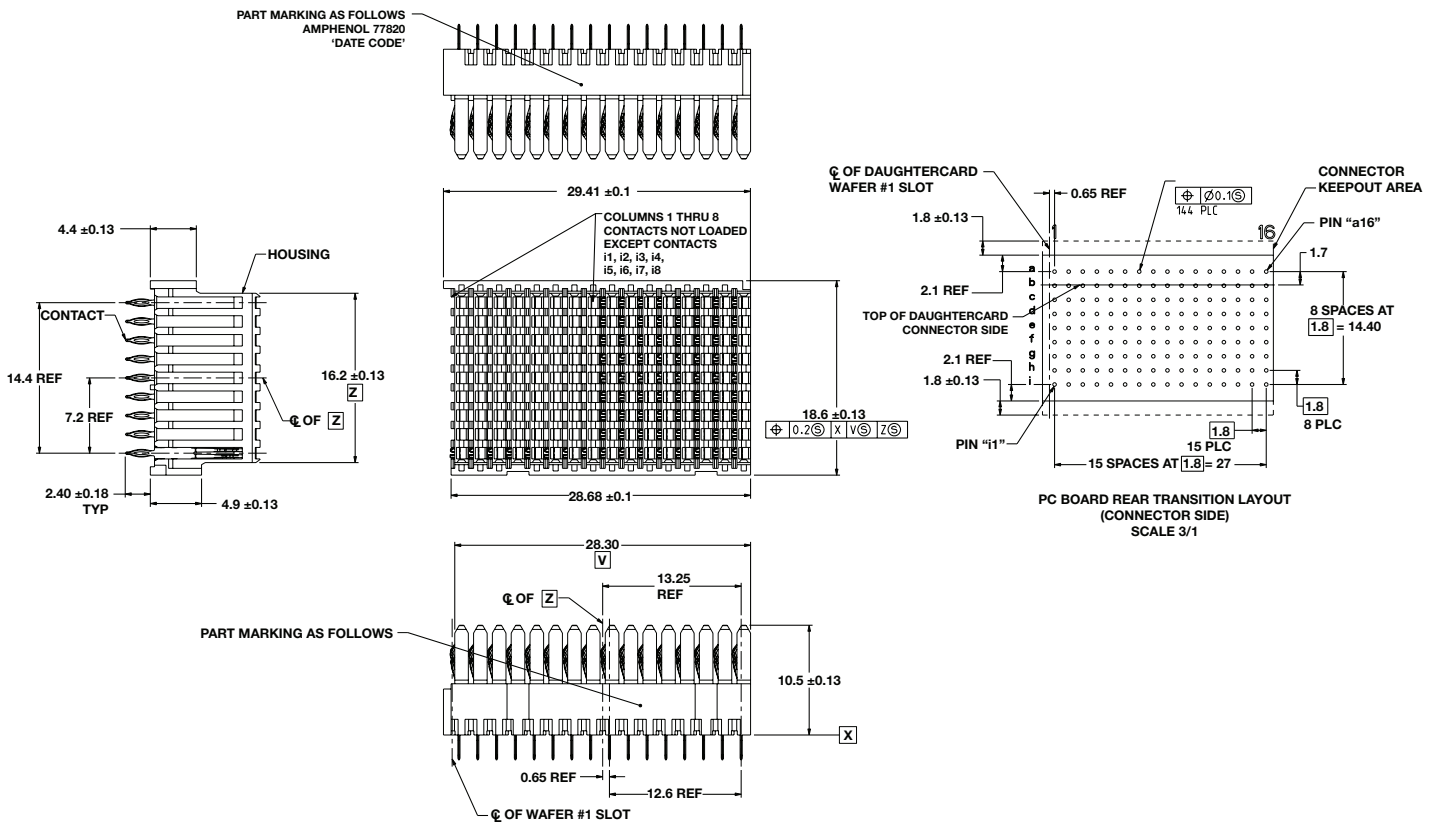 PART MARKING AS FOLLOWS
AMPHENOL 77820
‘DATE CODE’
29.41 ±0.1
COLUMNS 1 THRU 8
CONTACTS NOT LOADED
EXCEPT CONTACTS
i1, i2, i3, i4,
i5, i6, i7, i8
4.4 ±0.13
HOUSING
CONTACT
14.4 REF
7.2 REF
16.2 ±0.13
Z
℄ OF Z
2.40 ±0.18
TYP
4.9 ±0.13
18.6 ±0.13
⌖ 0.2Ⓢ X VⓈ ZⓈ
28.68 ±0.1
℄ OF DAUGHTERCARD
WAFER #1 SLOT
0.65 REF
⌖ Ø0.1Ⓢ
144 PLC
CONNECTOR
KEEPOUT AREA
PIN “a16”
1.8 ±0.13
1
16
1.7
a
b
c
d
e
f
g
h
i
2.1 REF
TOP OF DAUGHTERCARD
CONNECTOR SIDE
8 SPACES AT
1.8 = 14.40
2.1 REF
1.8 ±0.13
1.8
8 PLC
PIN “i1”
1.8
15 PLC
15 SPACES AT 1.8 = 27
PC BOARD REAR TRANSITION LAYOUT
(CONNECTOR SIDE)
SCALE 3/1
28.30
V
13.25
REF
℄ OF Z
PART MARKING AS FOLLOWS
10.5 ±0.13
X
0.65 REF
12.6 REF
℄ OF WAFER #1 SLOT